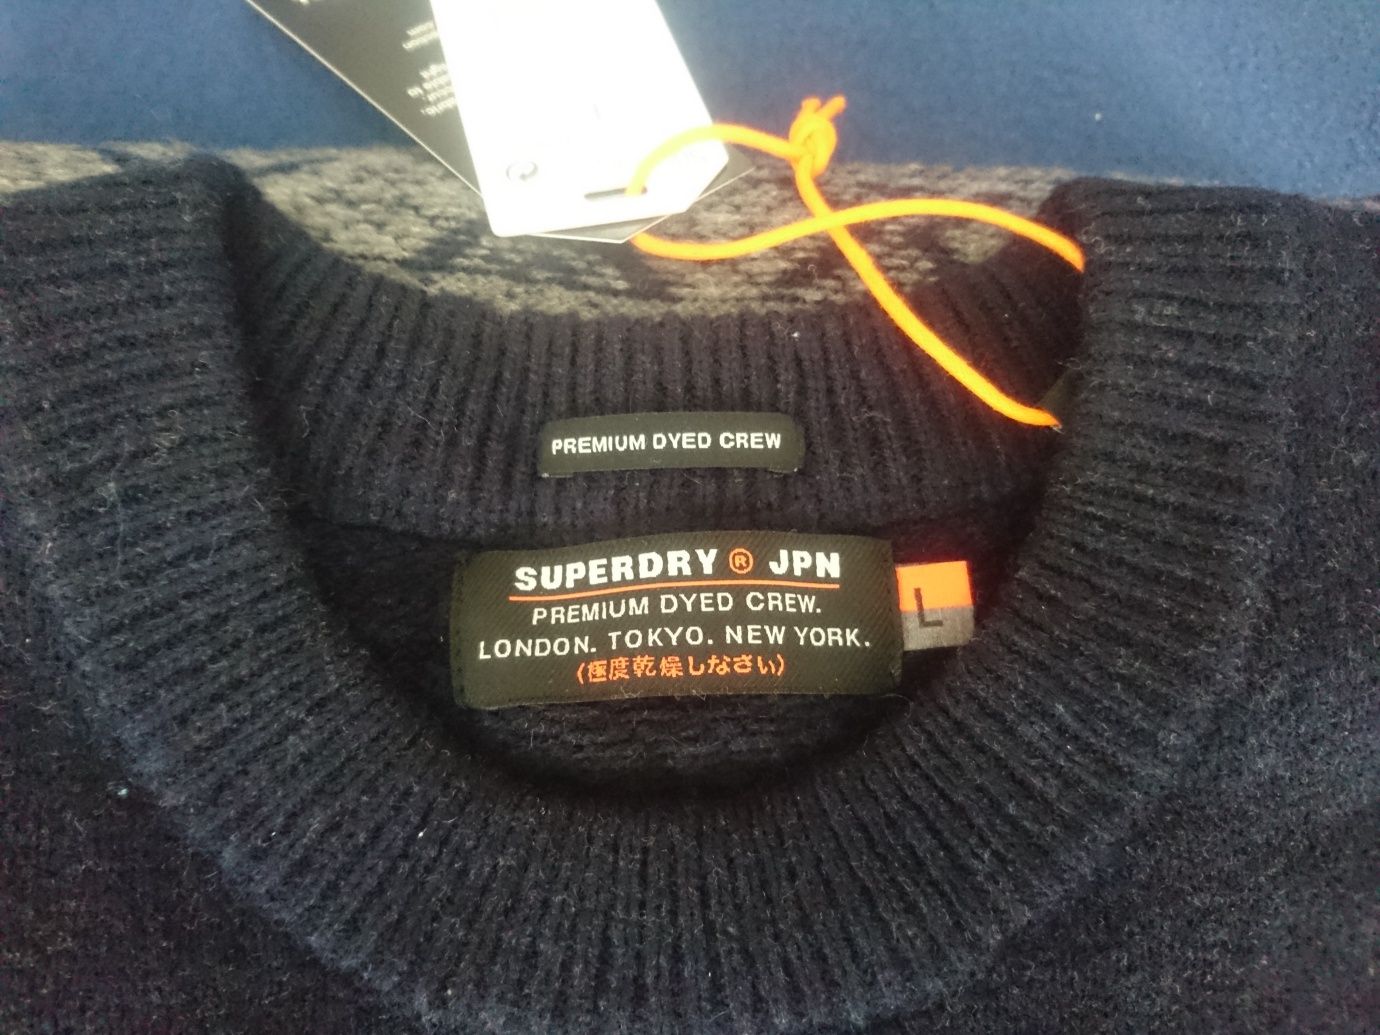 PREMIUM DYED CREW
SUPERDRY ® JPN
PREMIUM DYED CREW.
LONDON. TOKYO. NEW YORK.
(極度乾燥しなさい)
L